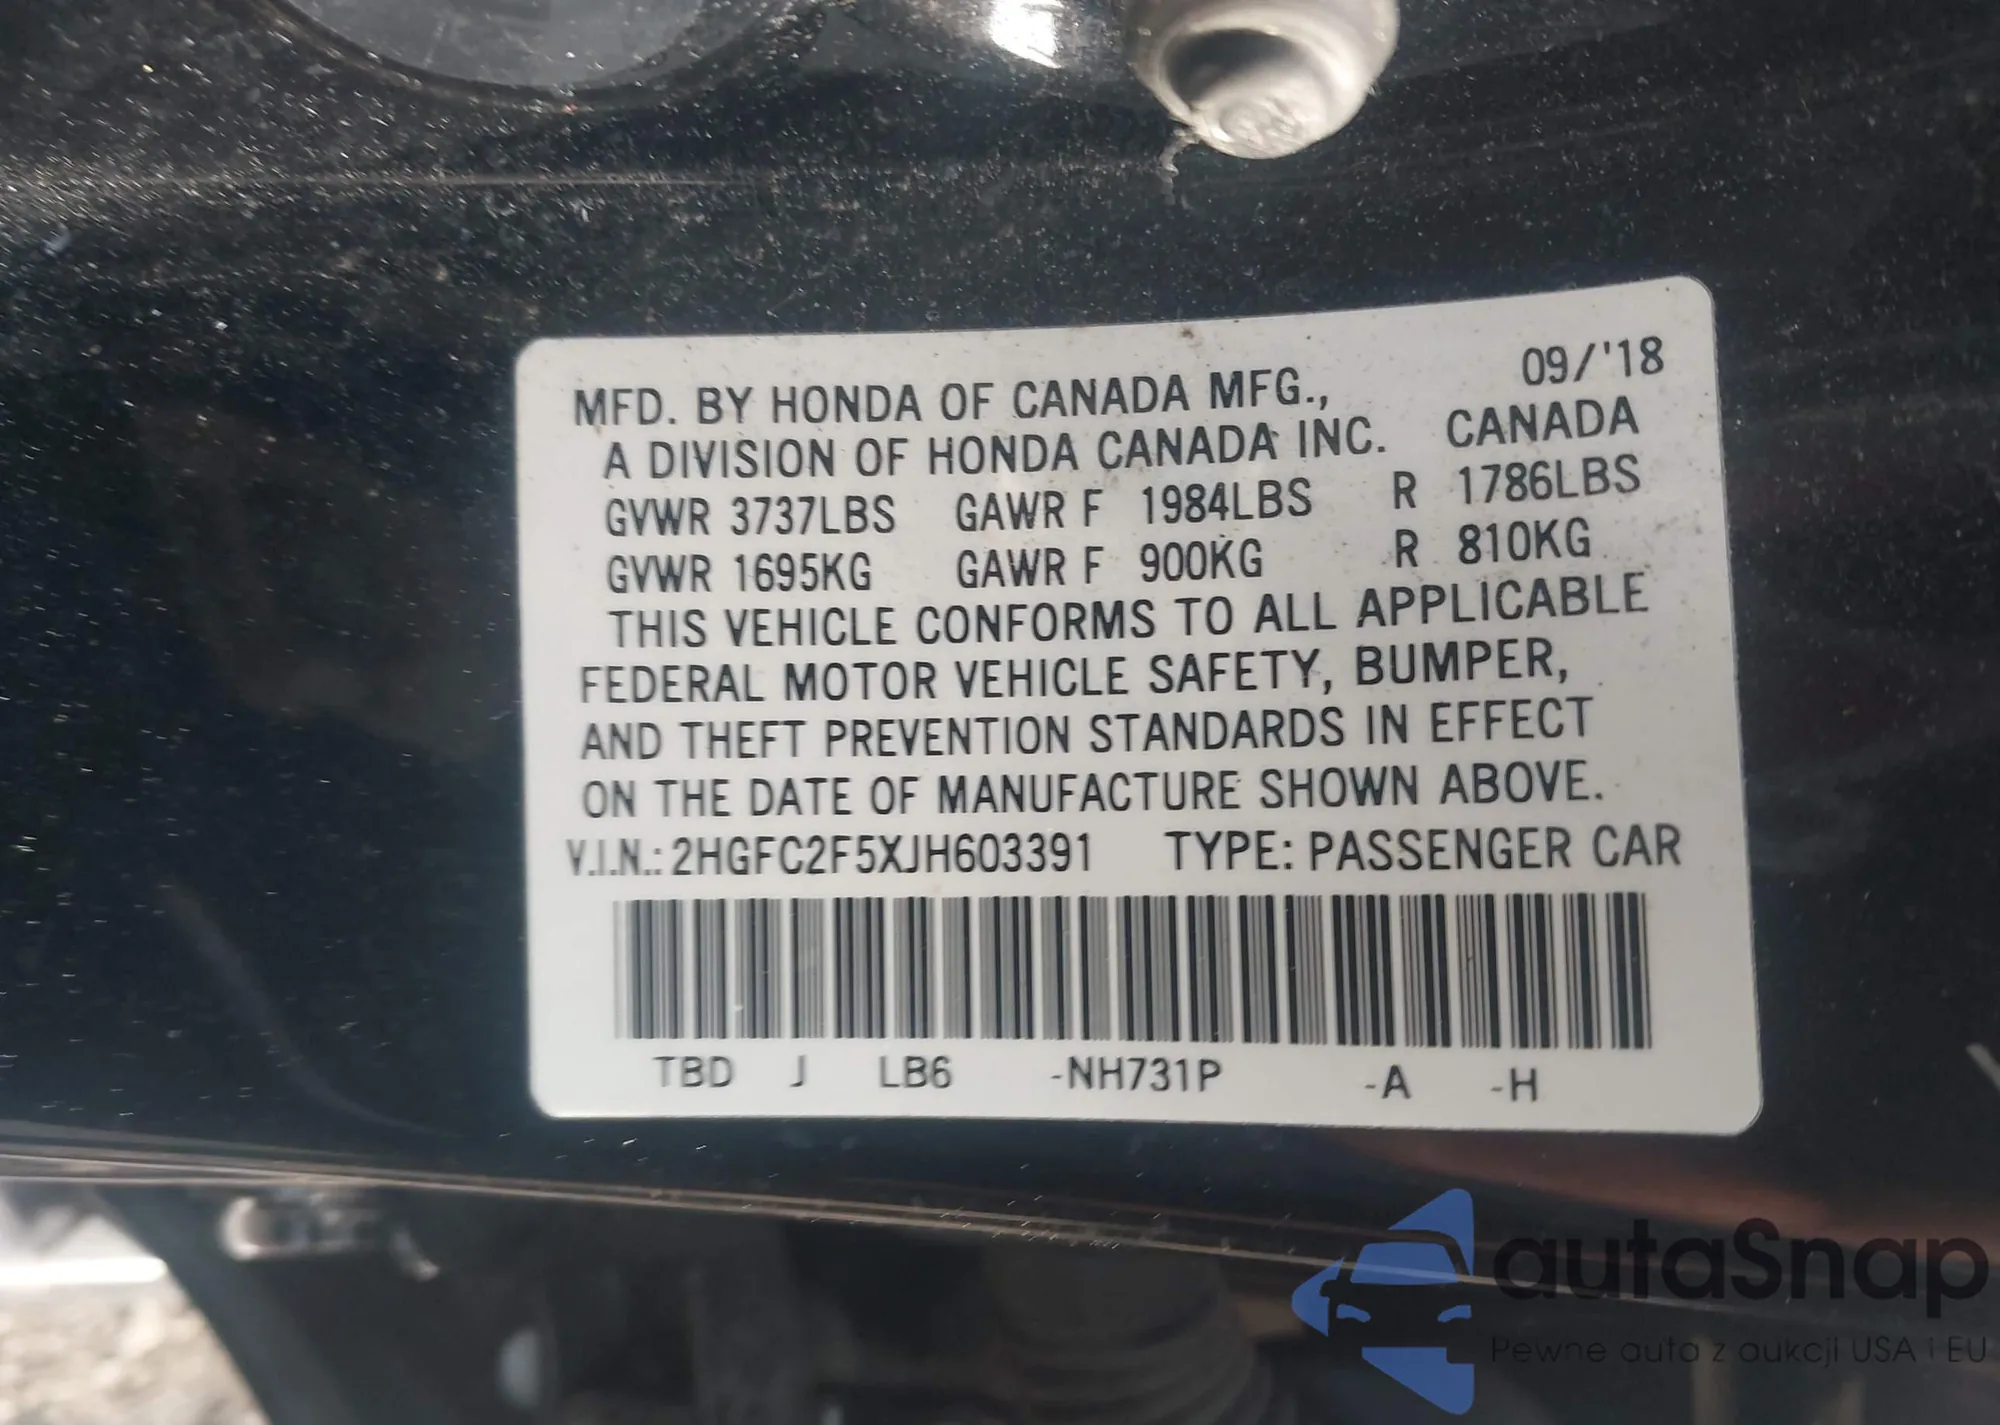 09/'18
MFD. BY HONDA OF CANADA MFG.,
A DIVISION OF HONDA CANADA INC. CANADA
GVWR 3737LBS GAWR F 1984LBS R 1786LBS
GVWR 1695KG GAWR F 900KG R 810KG
THIS VEHICLE CONFORMS TO ALL APPLICABLE
FEDERAL MOTOR VEHICLE SAFETY, BUMPER,
AND THEFT PREVENTION STANDARDS IN EFFECT
ON THE DATE OF MANUFACTURE SHOWN ABOVE.
V.I.N.: 2HGFC2F5XJH603391 TYPE: PASSENGER CAR
TBD J LB6 -NH731P -A -H
autaSnap
Pewne auta z aukcji USA i EU